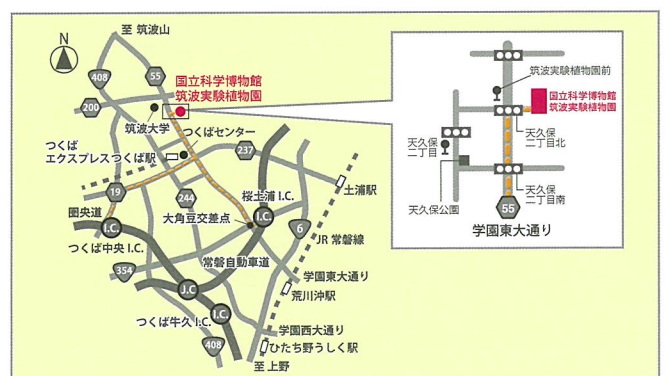 至 筑波山
N
408
55
国立科学博物館
筑波実験植物園
200
筑波大学
つくばセンター
つくば
エクスプレスつくば駅
237
19
244
桜土浦 I.C.
土浦駅
大角豆交差点
I.C.
6
圏央道
I.C.
つくば中央 I.C.
JR 常磐線
常磐自動車道
354
学園東大通り
J.C
荒川沖駅
I.C.
つくば牛久 I.C.
学園西大通り
408
ひたち野うしく駅
至 上野
筑波実験植物園前
国立科学博物館
筑波実験植物園
天久保
二丁目
天久保
二丁目北
天久保公園
天久保
二丁目南
55
学園東大通り